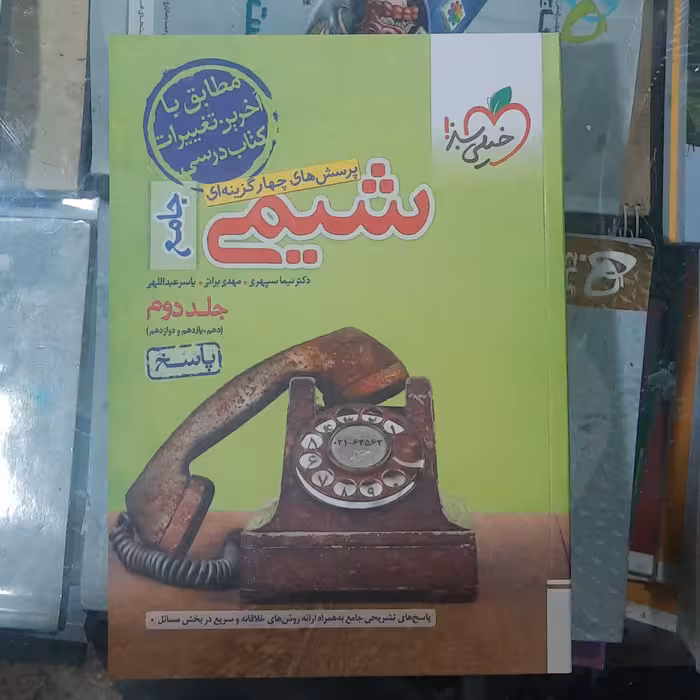 مطابق با
آخرین تغییرات
کتاب درسی
خیلی سبز!
پرسش‌های چهارگزینه‌ای
شیمی
جامع
دکتر نیما سپهری • مهدی براتی • یاسر عبداللهی
جلد دوم
(دهم، یازدهم و دوازدهم)
پاسخ
۰۲۱-۶۳۵۶۳
پاسخ‌های تشریحی جامع به همراه ارائه روش‌های خلاقانه و سریع در بخش مسائل •